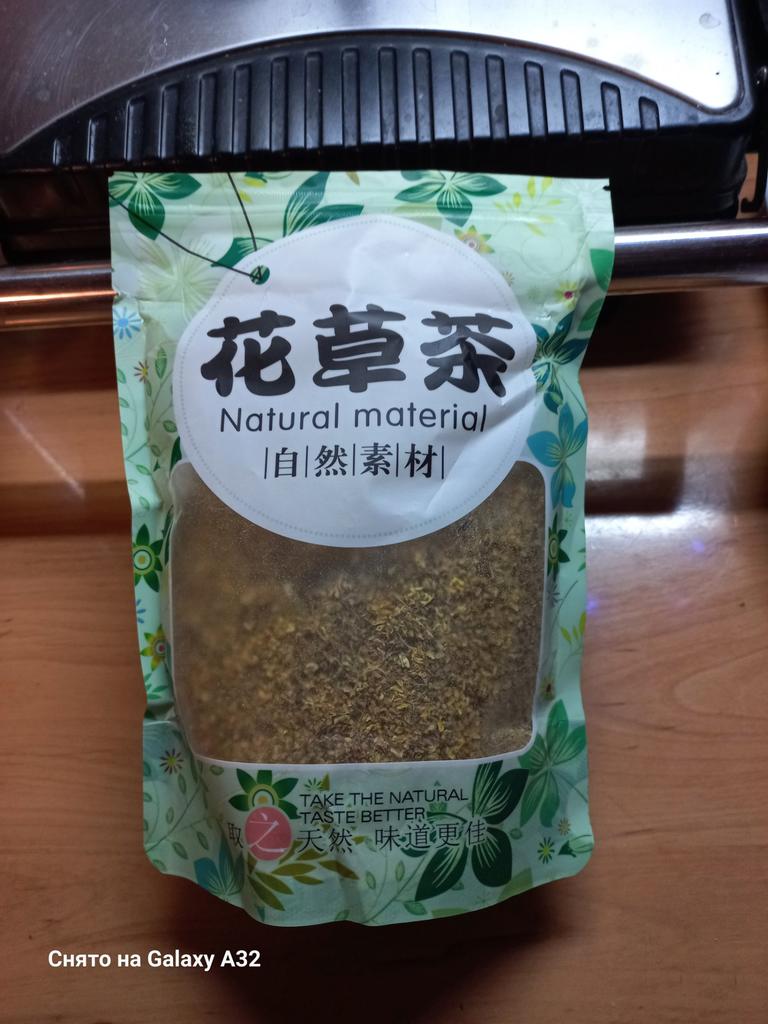 花草茶
Natural material
|自|然|素|材|
TAKE THE NATURAL
TASTE BETTER
取之天然 味道更佳
Снято на Galaxy A32